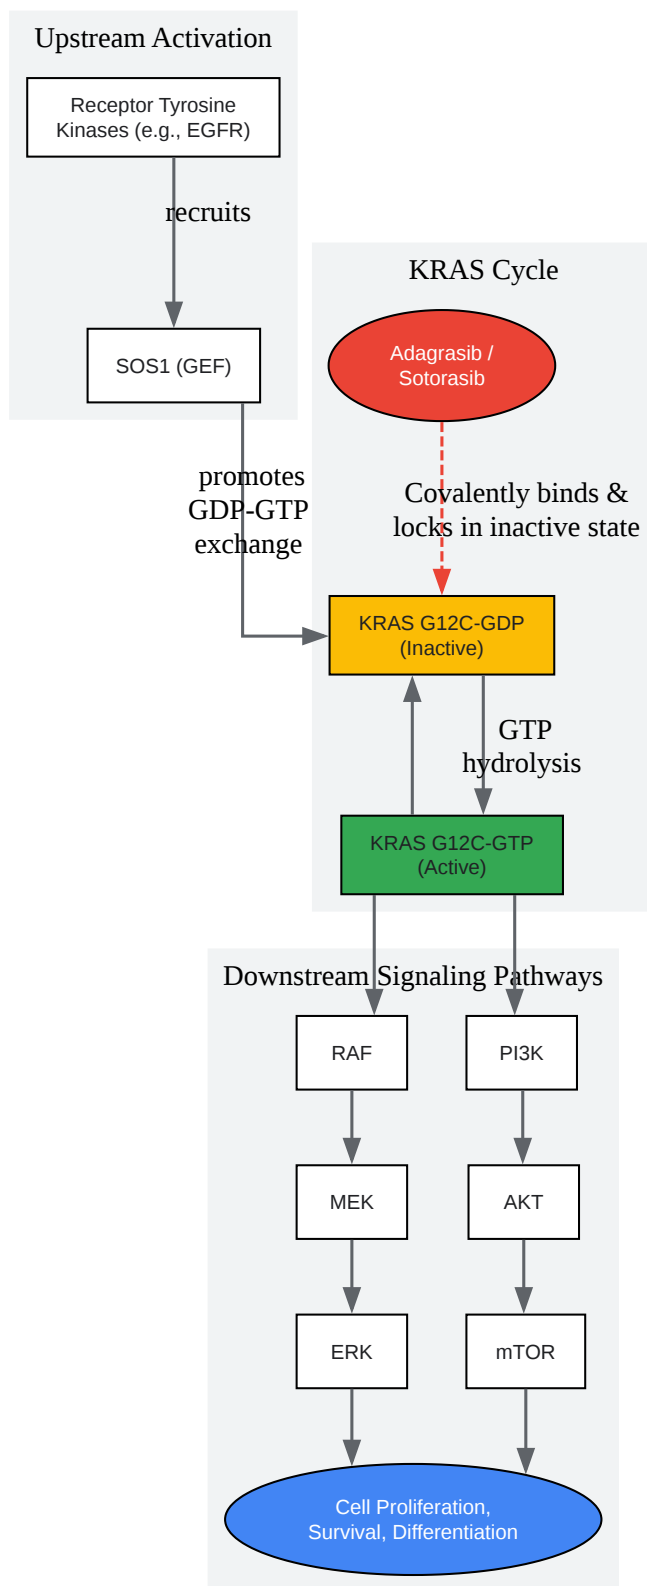 Upstream Activation
Receptor Tyrosine
Kinases (e.g., EGFR)
recruits
SOS1 (GEF)
promotes
GDP-GTP
exchange
KRAS Cycle
Adagrasib /
Sotorasib
Covalently binds &
locks in inactive state
KRAS G12C-GDP
(Inactive)
GTP
hydrolysis
KRAS G12C-GTP
(Active)
Downstream Signaling Pathways
RAF
PI3K
MEK
AKT
ERK
mTOR
Cell Proliferation,
Survival, Differentiation